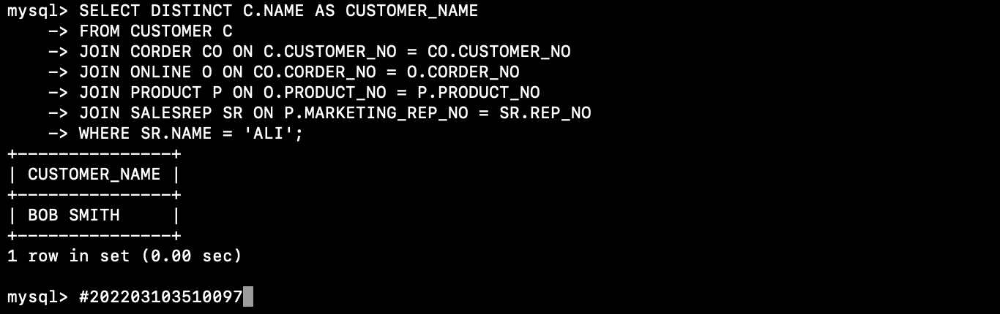 mysql> SELECT DISTINCT C.NAME AS CUSTOMER_NAME
    -> FROM CUSTOMER C
    -> JOIN CORDER CO ON C.CUSTOMER_NO = CO.CUSTOMER_NO
    -> JOIN ONLINE O ON CO.CORDER_NO = O.CORDER_NO
    -> JOIN PRODUCT P ON O.PRODUCT_NO = P.PRODUCT_NO
    -> JOIN SALESREP SR ON P.MARKETING_REP_NO = SR.REP_NO
    -> WHERE SR.NAME = 'ALI';
+---------------+
| CUSTOMER_NAME |
+---------------+
| BOB SMITH     |
+---------------+
1 row in set (0.00 sec)

mysql> #202203103510097